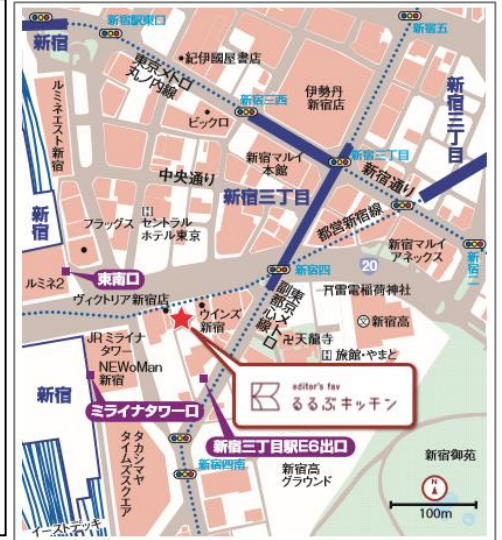 新宿駅東口
新宿五
新宿
紀伊國屋書店
東京メトロ
丸ノ内線
伊勢丹
新宿店
新宿三西
ビックロ
ルミネエスト新宿
新宿三丁目
新宿マルイ
本館
新宿三丁目
中央通り
新宿三丁目
新宿通り
都営新宿線
新宿
フラッグス
H
セントラル
ホテル東京
新宿マルイ
アネックス
新宿二
東南口
ルミネ2
新宿四
20
ヴィクトリア新宿店
ウインズ
新宿
東京メトロ
副都心線
雷電稲荷神社
文
新宿高
卍天龍寺
JRミライナ
タワー
NEWoMan
新宿
H 旅館・やまと
editor's fav
るるぶキッチン
新宿
ミライナタワー口
新宿三丁目駅E6出口
タカシマヤ
タイムズスクエア
新宿四南
新宿高
グラウンド
新宿御苑
N
100m
イーストデッキ